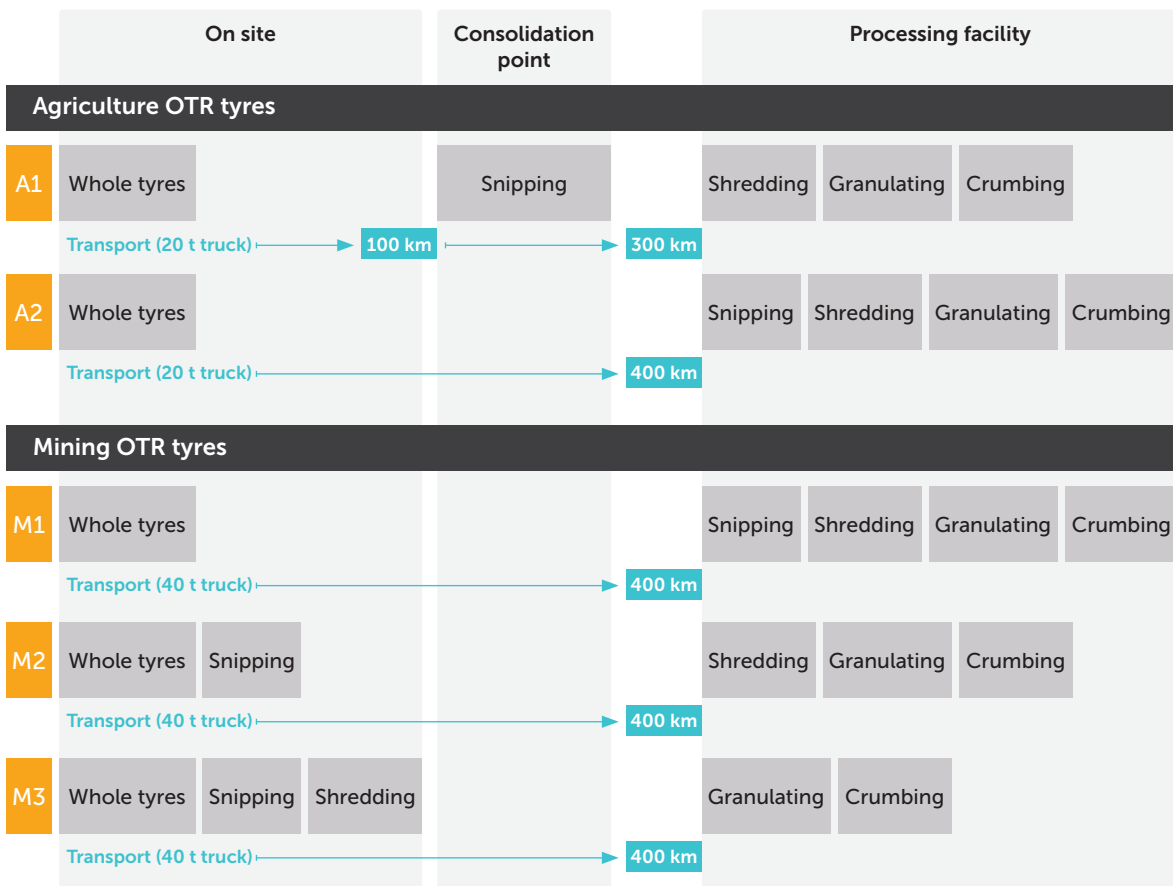 On site
Consolidation
point
Processing facility
Agriculture OTR tyres
A1
Whole tyres
Snipping
Shredding
Granulating
Crumbing
Transport (20 t truck)
100 km
300 km
A2
Whole tyres
Snipping
Shredding
Granulating
Crumbing
Transport (20 t truck)
400 km
Mining OTR tyres
M1
Whole tyres
Snipping
Shredding
Granulating
Crumbing
Transport (40 t truck)
400 km
M2
Whole tyres
Snipping
Shredding
Granulating
Crumbing
Transport (40 t truck)
400 km
M3
Whole tyres
Snipping
Shredding
Granulating
Crumbing
Transport (40 t truck)
400 km